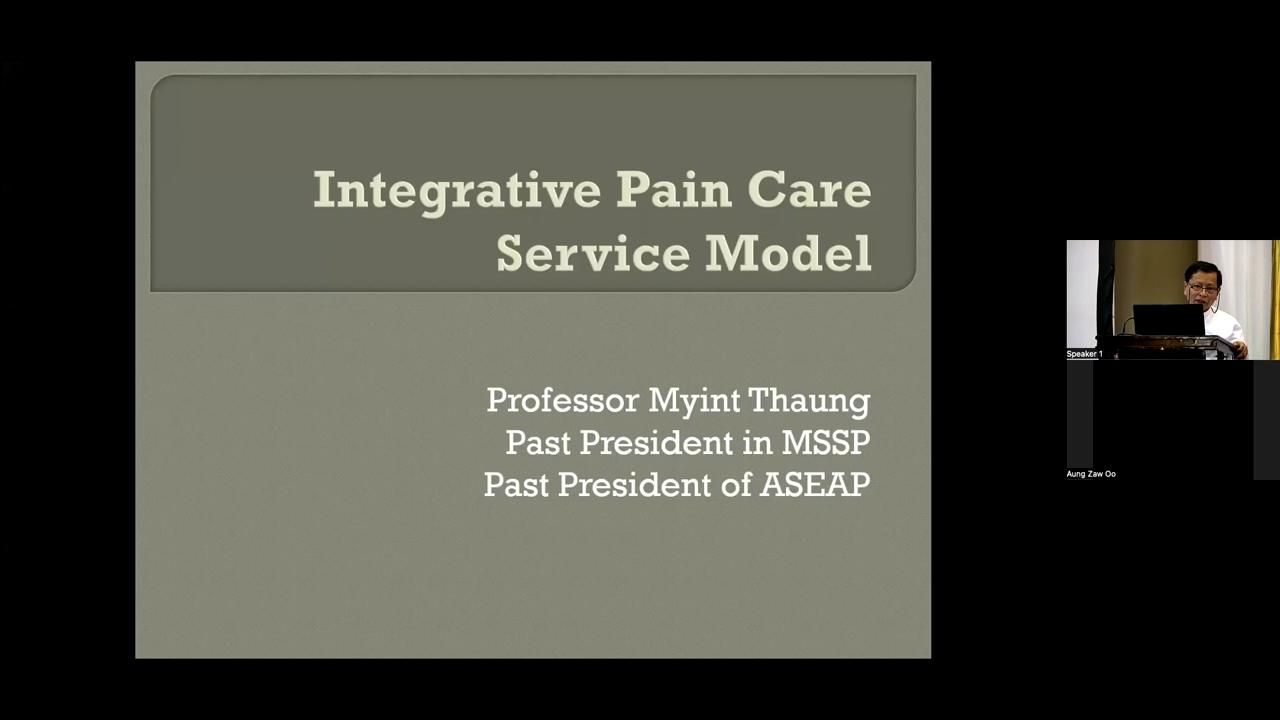 Integrative Pain Care
Service Model
Professor Myint Thaung
Past President in MSSP
Past President of ASEAP
Speaker 1
Aung Zaw Oo